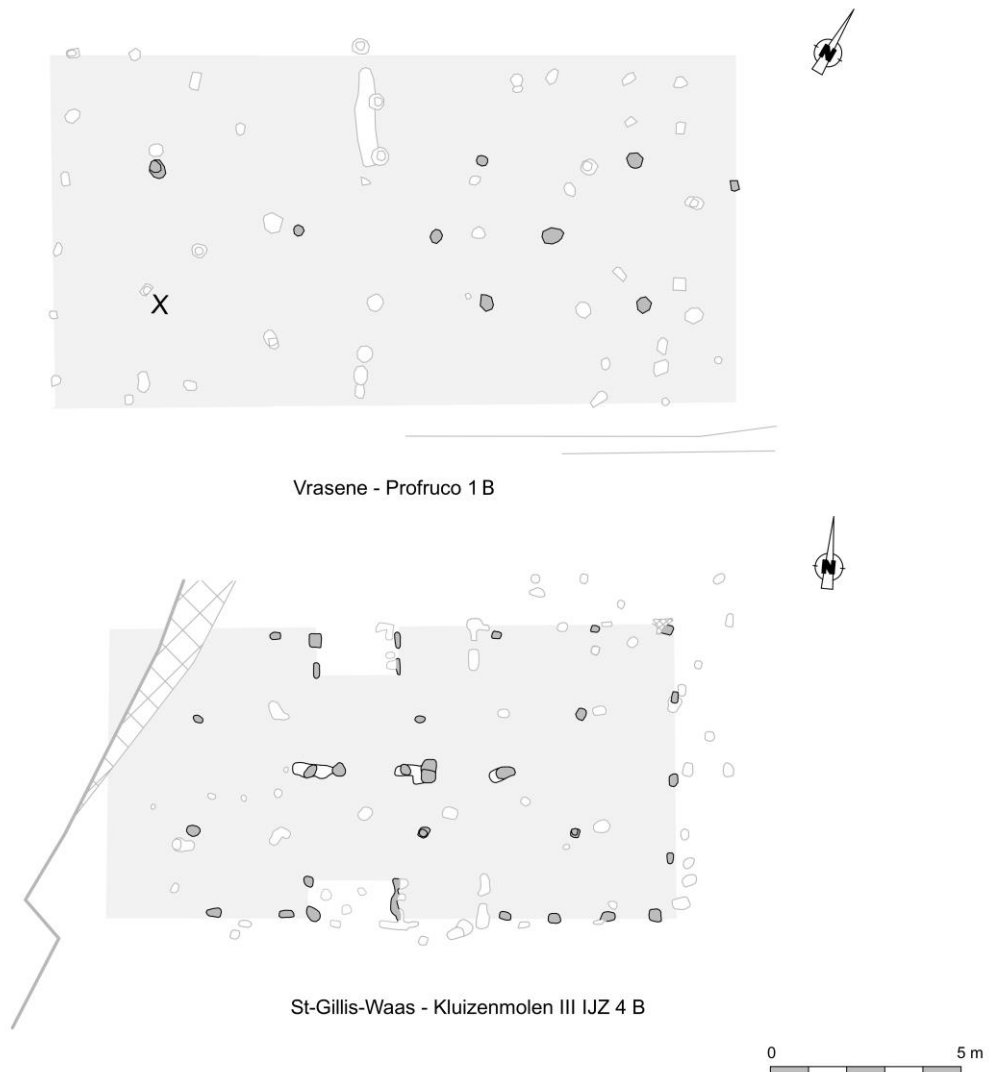 N
X
Vrasene - Profruco 1 B
N
St-Gillis-Waas - Kluizenmolen III IJZ 4 B
0 5 m